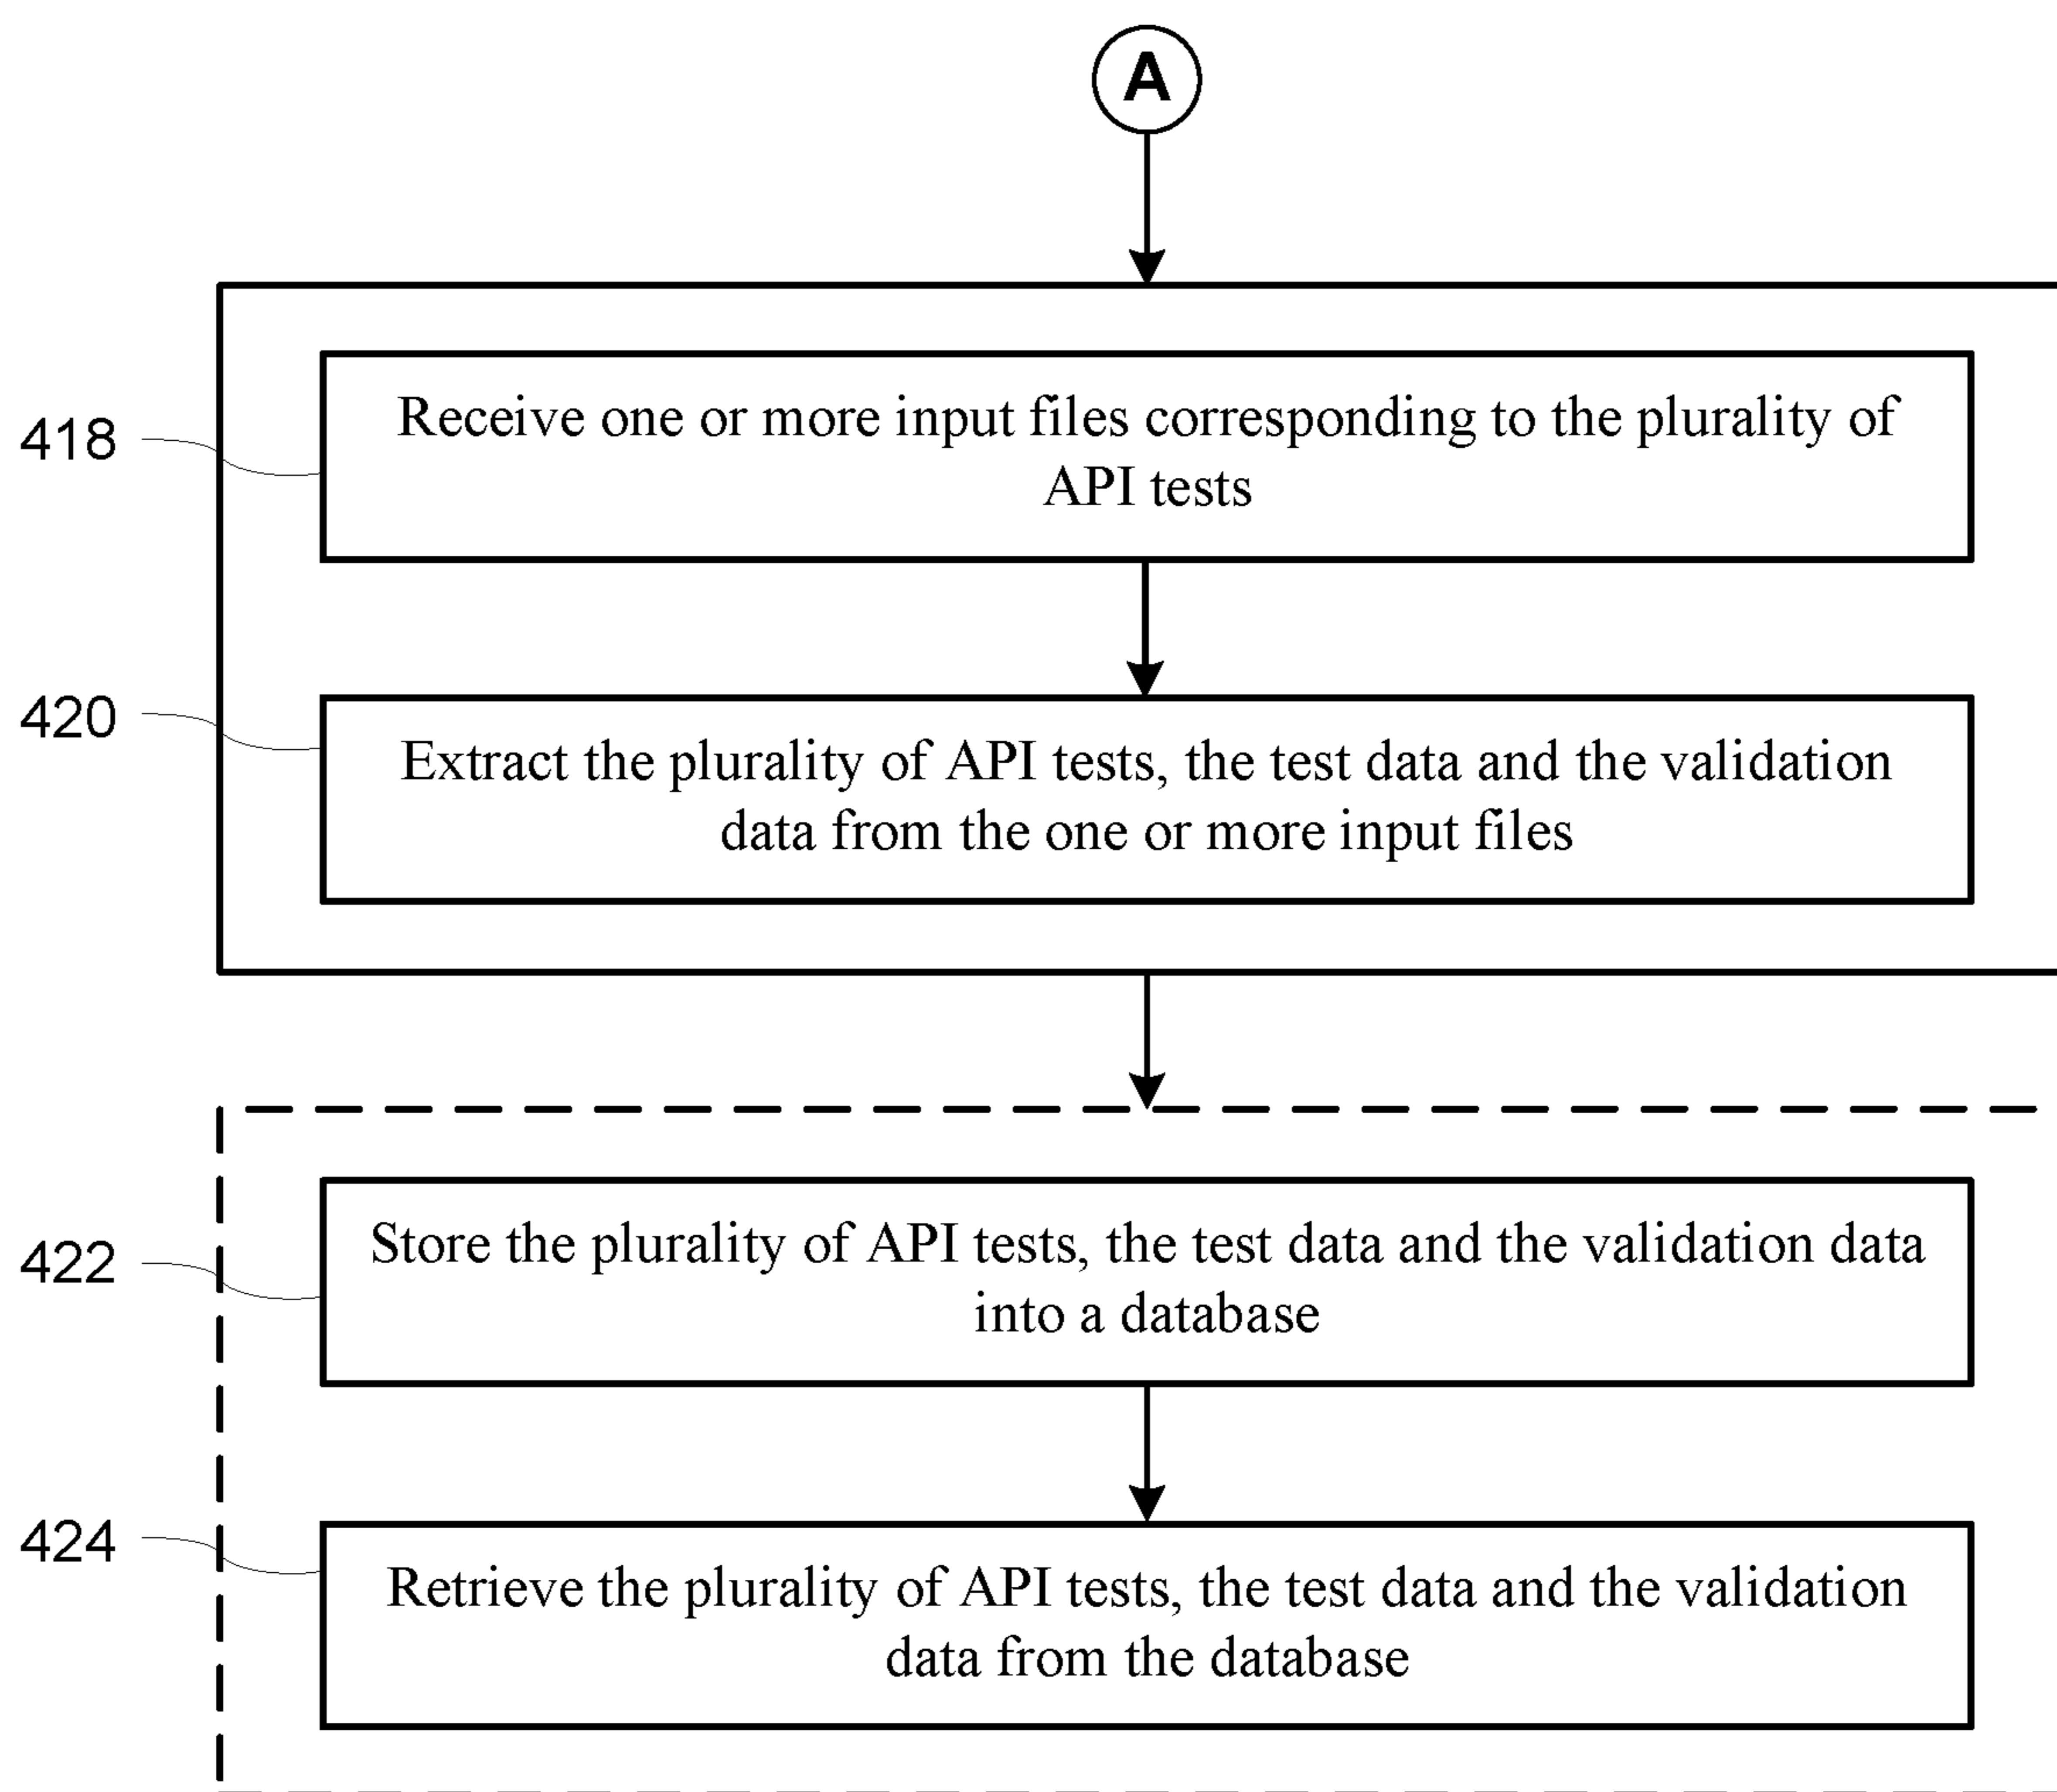 A
418
Receive one or more input files corresponding to the plurality of
API tests
420
Extract the plurality of API tests, the test data and the validation
data from the one or more input files
422
Store the plurality of API tests, the test data and the validation data
into a database
424
Retrieve the plurality of API tests, the test data and the validation
data from the database